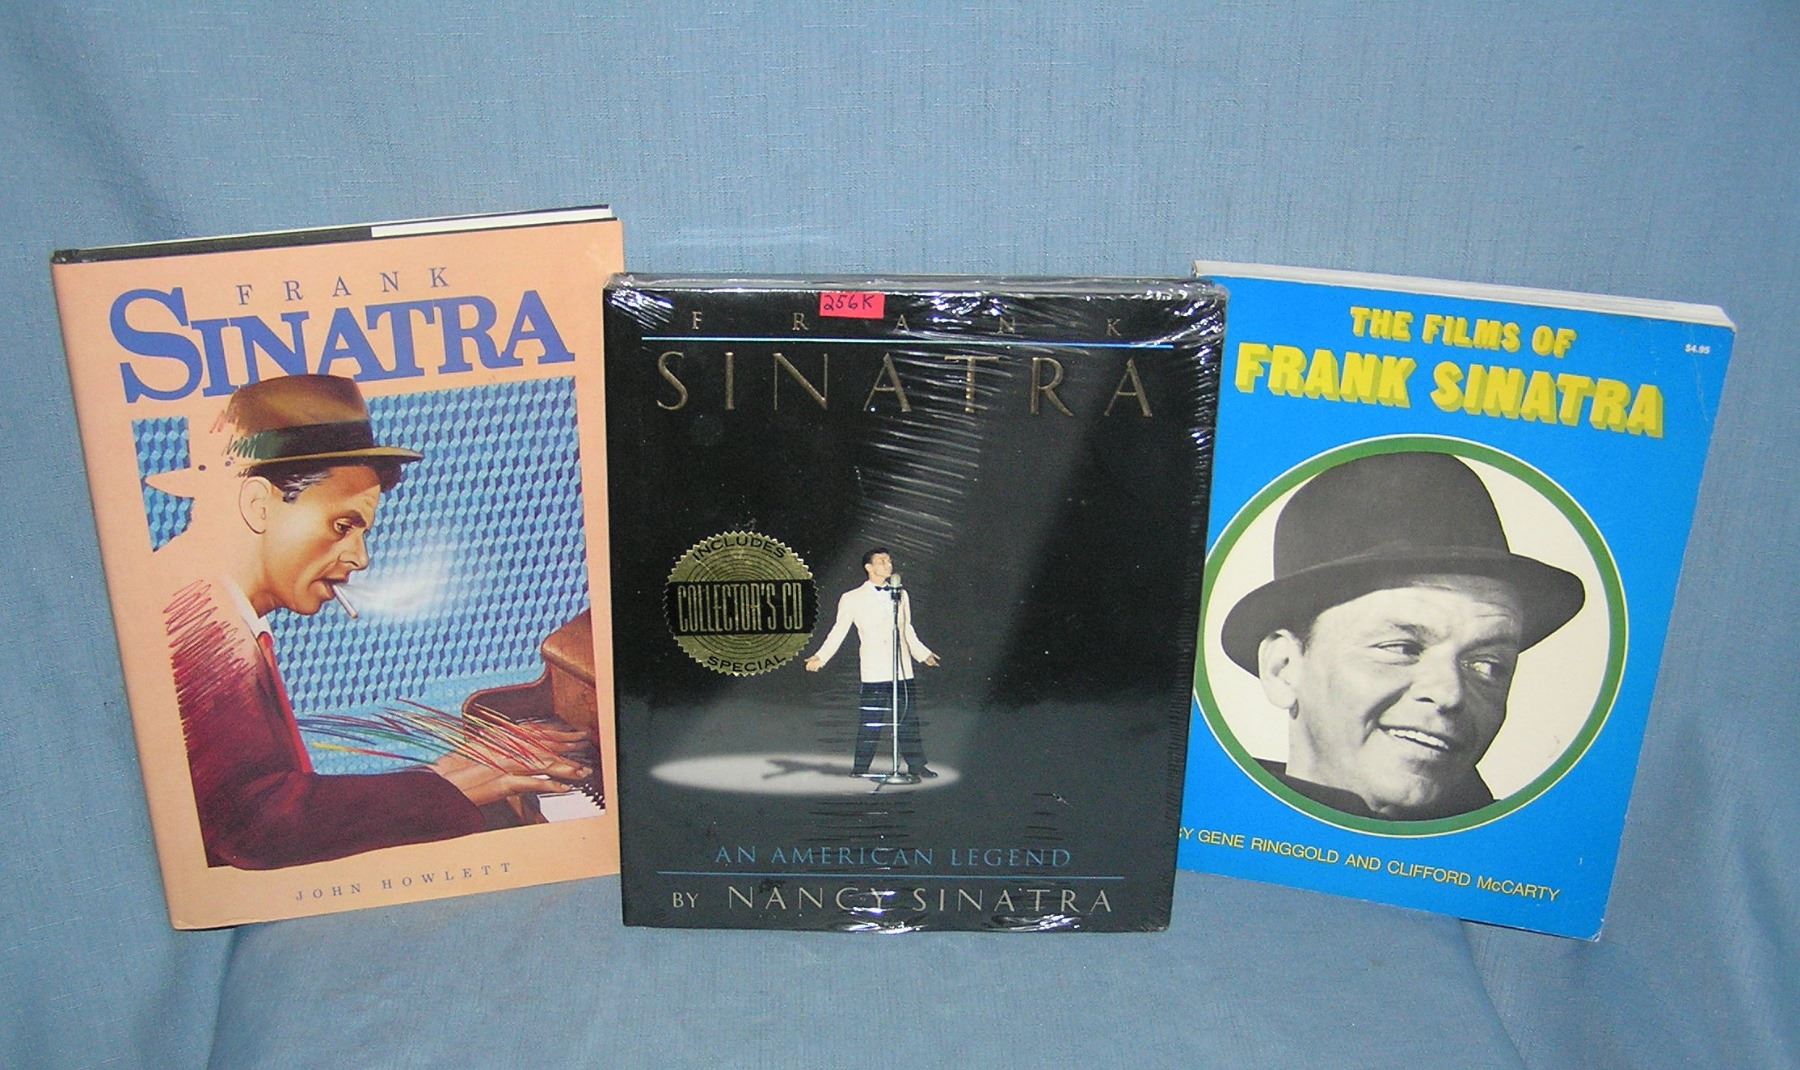 FRANK
SINATRA
JOHN HOWLETT
256K
FRANK
SINATRA
INCLUDES
COLLECTOR'S CD
SPECIAL
AN AMERICAN LEGEND
BY NANCY SINATRA
THE FILMS OF
$4.95
FRANK SINATRA
BY GENE RINGGOLD AND CLIFFORD McCARTY